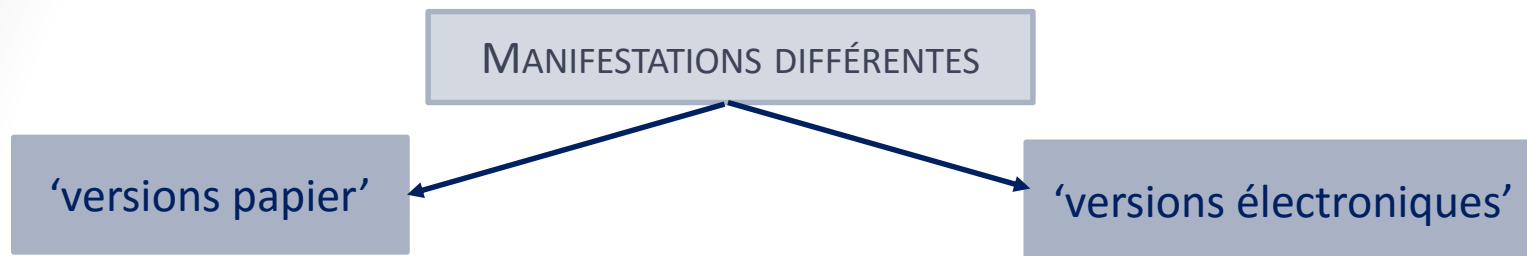 MANIFESTATIONS DIFFÉRENTES
‘versions papier’
‘versions électroniques’